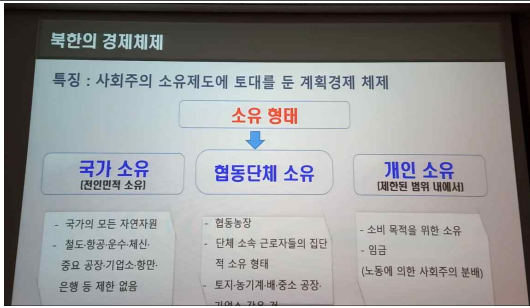 북한의 경제체제
특징 : 사회주의 소유제도에 토대를 둔 계획경제 체제
소유 형태
국가 소유
(전인민적 소유)
협동단체 소유
개인 소유
(제한된 범위 내에서)
- 국가의 모든 자연자원
- 철도·항공·운수·체신·
중요 공장·기업소·항만·
은행 등 제한 없음
- 협동농장
- 단체 소속 근로자들의 집단
적 소유 형태
- 토지·농기계·배·중소 공장·
기업소 같은 것
- 소비 목적을 위한 소유
- 임금
(노동에 의한 사회주의 분배)